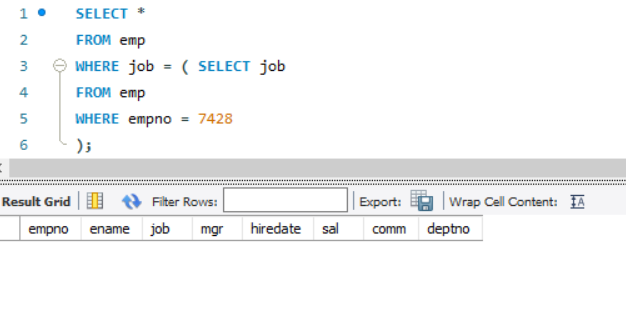 1 SELECT *
2 FROM emp
3 WHERE job = ( SELECT job
4 FROM emp
5 WHERE empno = 7428
6 );
Result Grid Filter Rows: Export: Wrap Cell Content: IA
empno ename job mgr hiredate sal comm deptno